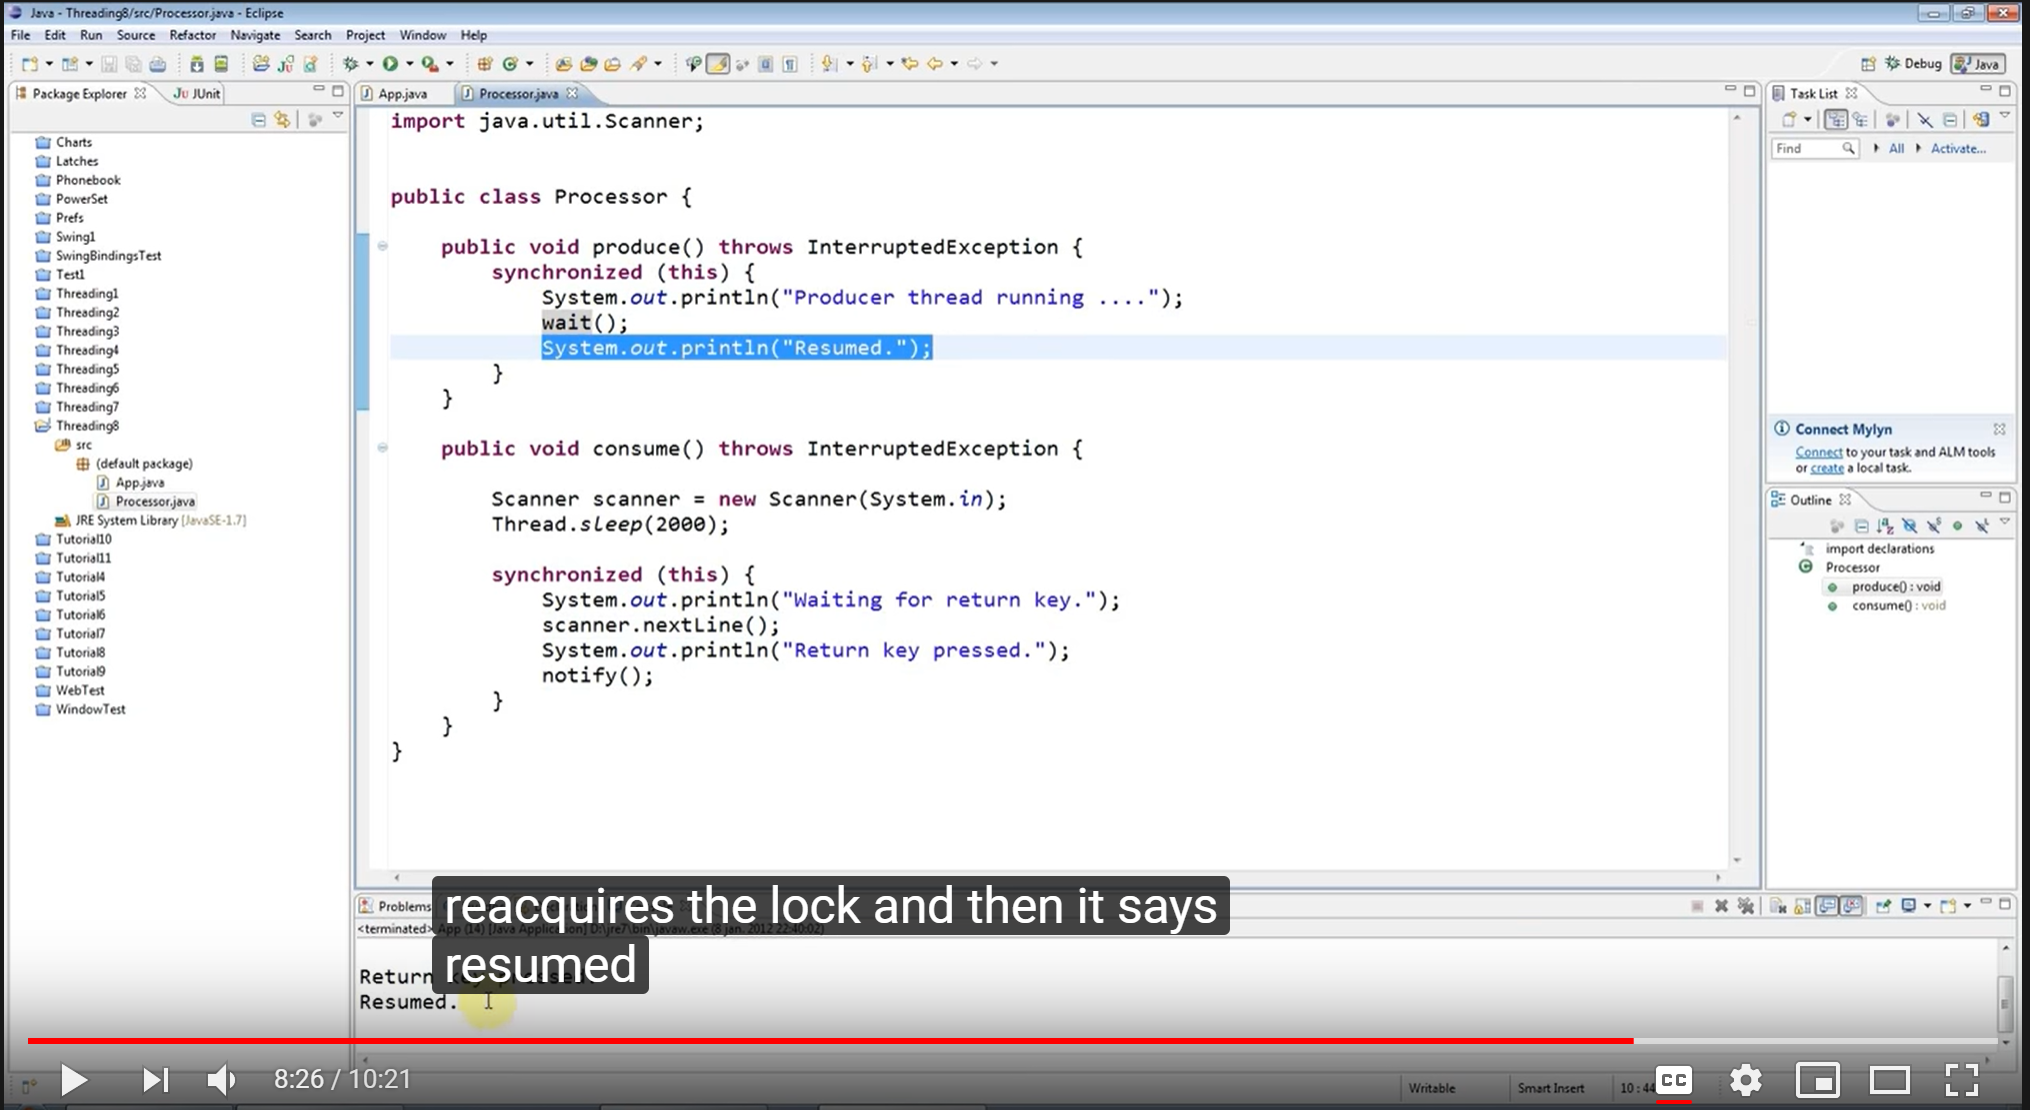 Java - Threading8/src/Processor.java - Eclipse
File Edit Run Source Refactor Navigate Search Project Window Help
Debug Java
Package Explorer JUnit
Charts
Latches
Phonebook
PowerSet
Prefs
Swing1
SwingBindingsTest
Test1
Threading1
Threading2
Threading3
Threading4
Threading5
Threading6
Threading7
Threading8
src
(default package)
App.java
Processor.java
JRE System Library [JavaSE-1.7]
Tutorial10
Tutorial11
Tutorial4
Tutorial5
Tutorial6
Tutorial7
Tutorial8
Tutorial9
WebTest
WindowTest
App.java Processor.java
import java.util.Scanner;
public class Processor {
public void produce() throws InterruptedException {
synchronized (this) {
System.out.println("Producer thread running ....");
wait();
System.out.println("Resumed.");
}
}
public void consume() throws InterruptedException {
Scanner scanner = new Scanner(System.in);
Thread.sleep(2000);
synchronized (this) {
System.out.println("Waiting for return key.");
scanner.nextLine();
System.out.println("Return key pressed.");
notify();
}
}
}
Task List
Find All Activate...
Connect Mylyn
Connect to your task and ALM tools
or create a local task.
Outline
import declarations
Processor
produce() : void
consume() : void
Problems
<terminated> App (14) [Java Application] D:\jre7\bin\javaw.exe (8 jan. 2012 22:40:02)
Return
Resumed.
reacquires the lock and then it says
resumed
8:26 / 10:21
Writable Smart Insert 10 : 44
CC